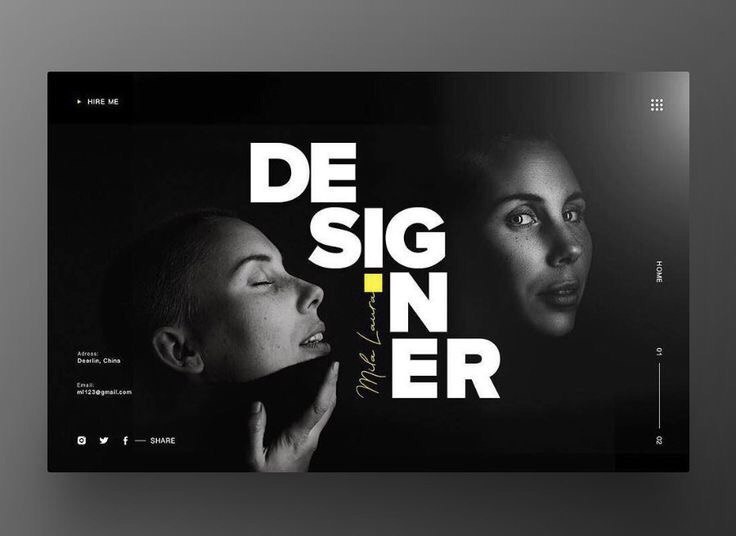 HIRE ME
DE
SIG
N
ER
Mila Laura
HOME
Adress:
Dearlin, China
Email:
ml123@gmail.com
01
02
SHARE